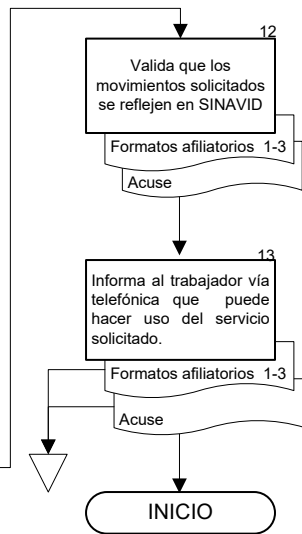 12
Valida que los
movimientos solicitados
se reflejen en SINAVID
Formatos afiliatorios 1-3
Acuse
13
Informa al trabajador vía
telefónica que puede
hacer uso del servicio
solicitado.
Formatos afiliatorios 1-3
Acuse
INICIO